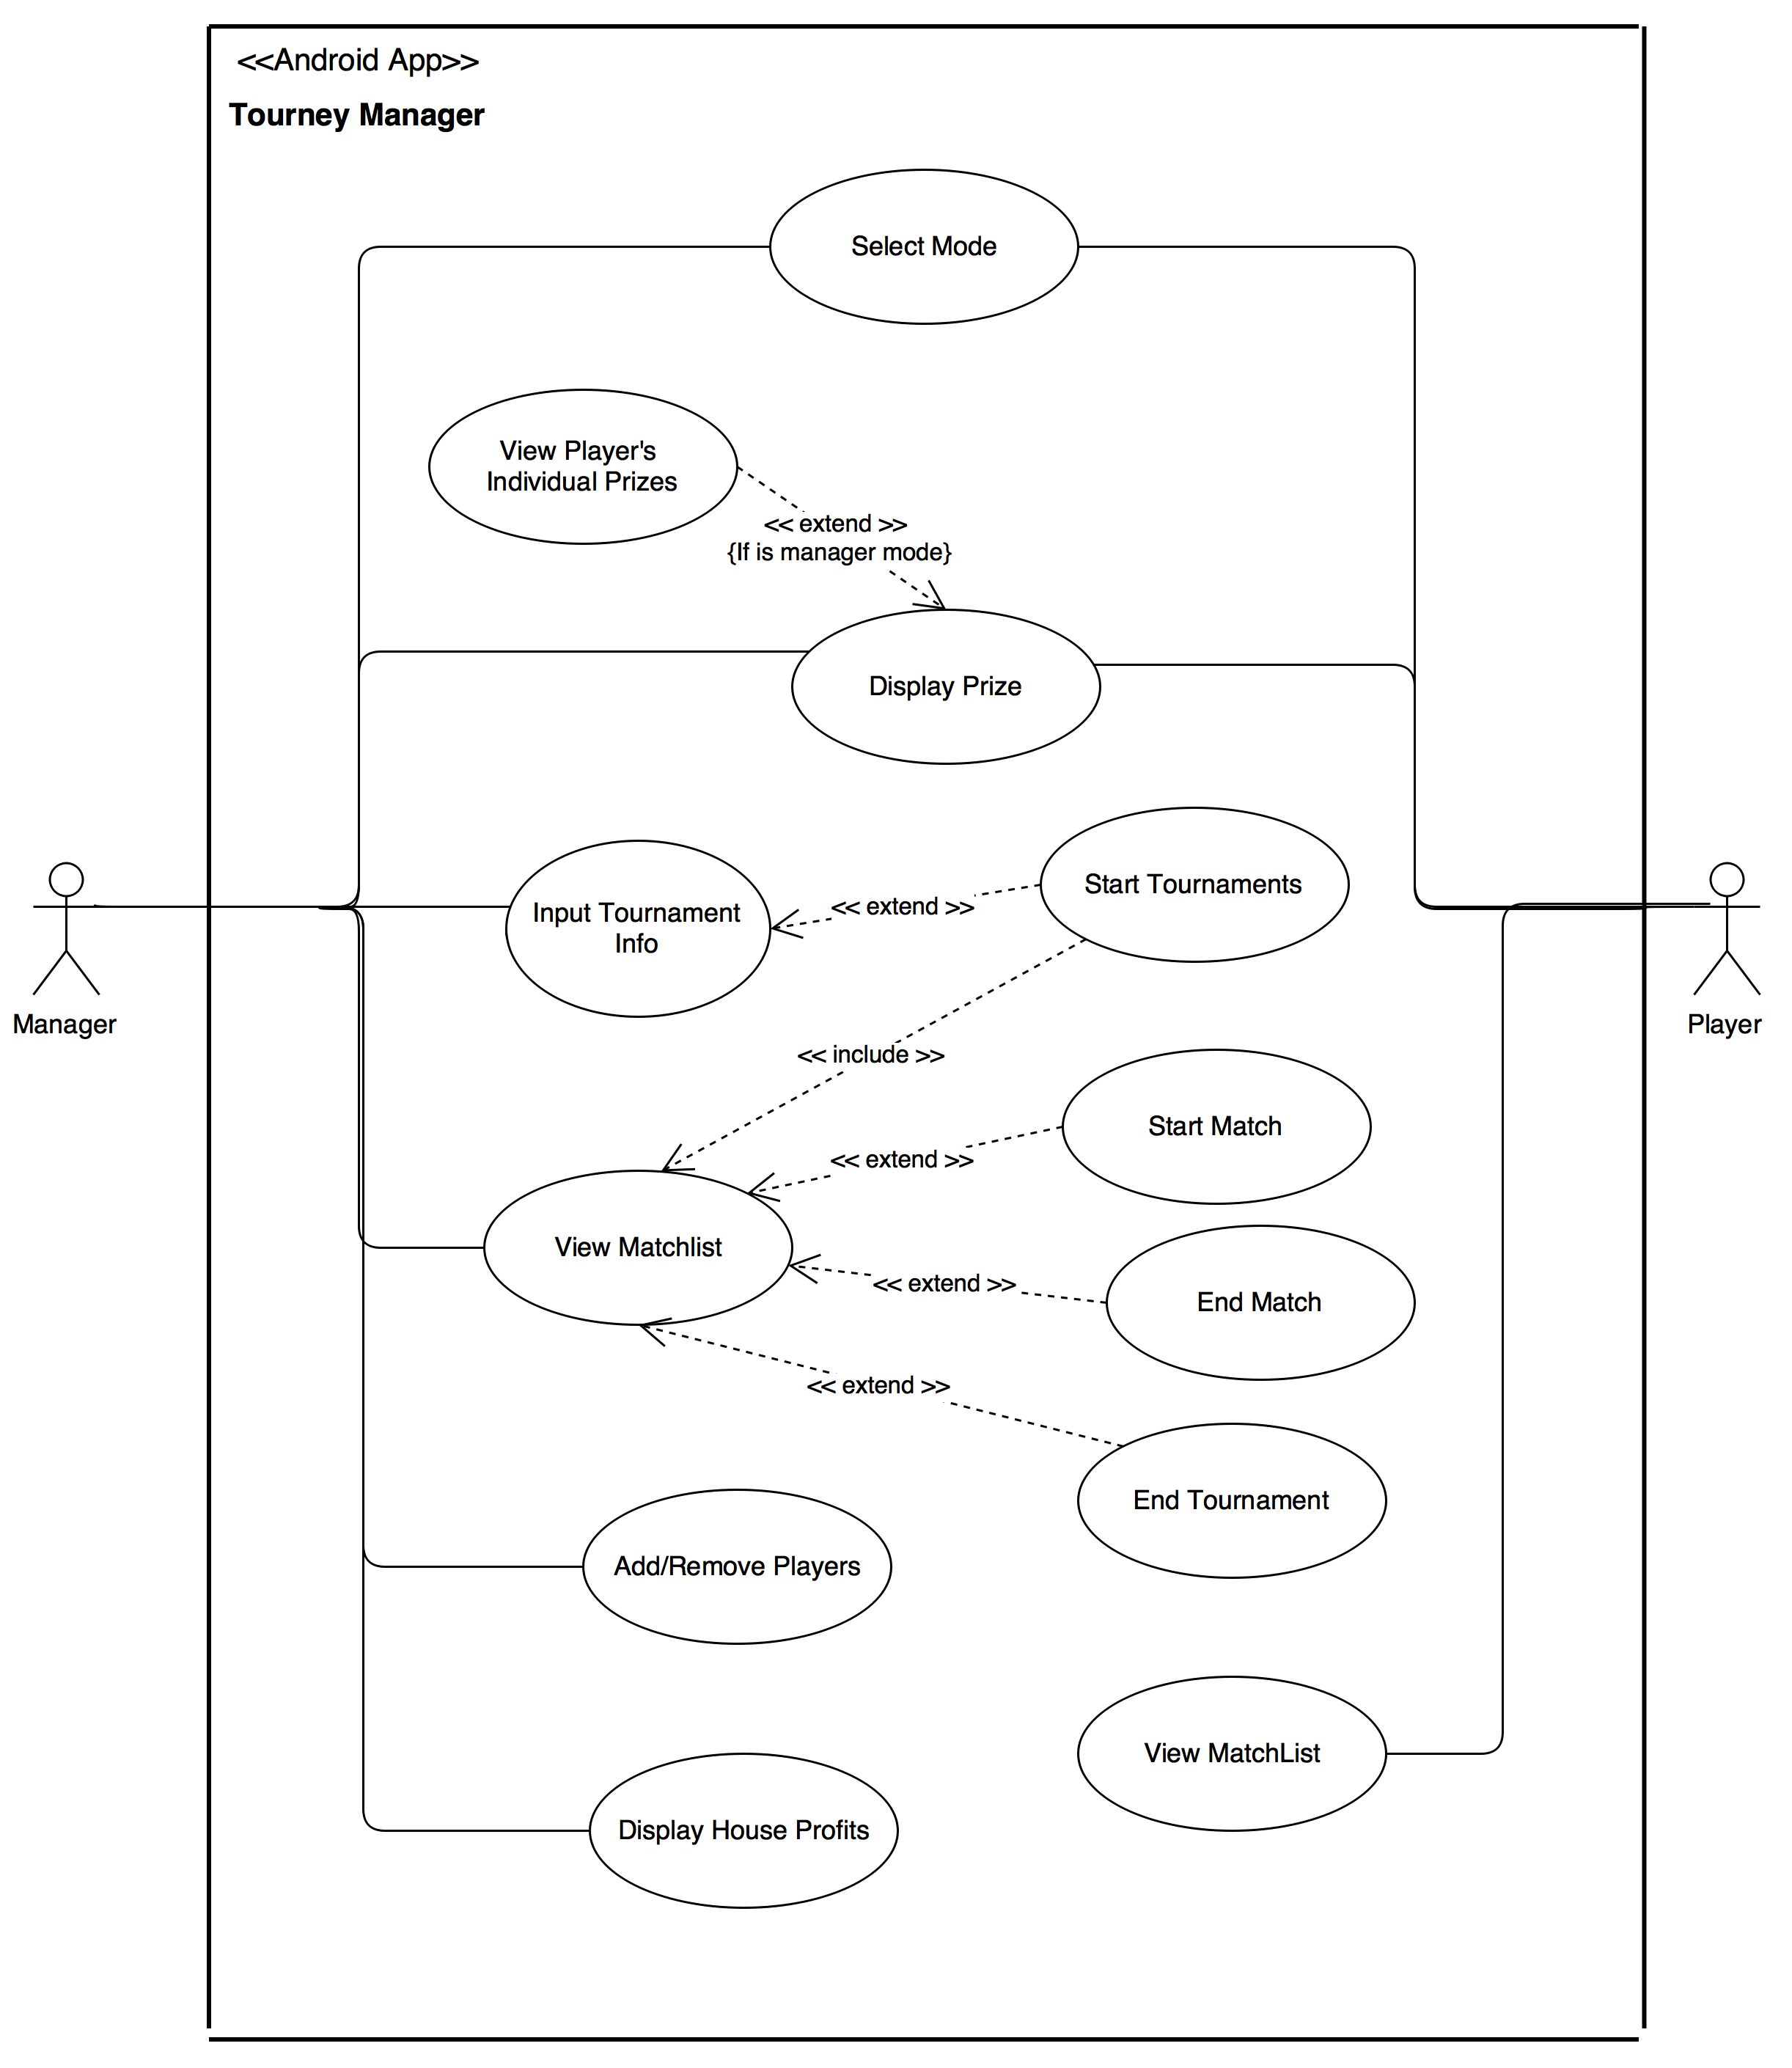 <<Android App>>
Tourney Manager
Select Mode
View Player's
Individual Prizes
<< extend >>
{If is manager mode}
Display Prize
Start Tournaments
Input Tournament
Info
<< extend >>
Manager
Player
<< include >>
Start Match
<< extend >>
View Matchlist
<< extend >>
End Match
<< extend >>
End Tournament
Add/Remove Players
View MatchList
Display House Profits